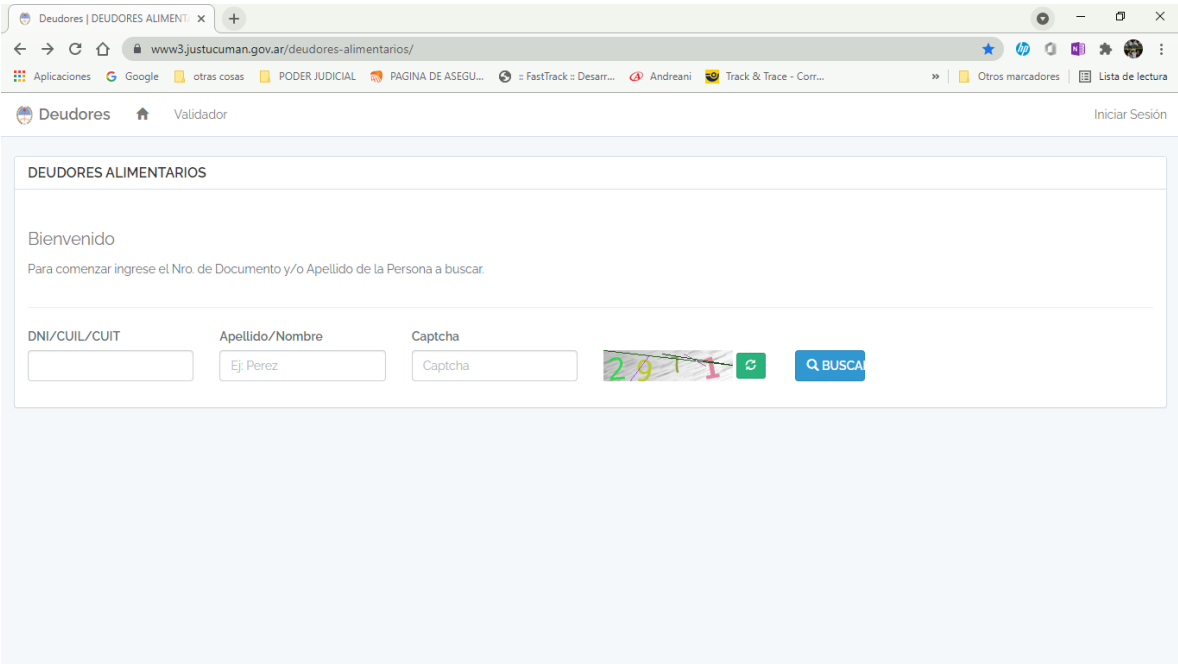 Deudores | DEUDORES ALIMENT
www3.justucuman.gov.ar/deudores-alimentarios/
Aplicaciones Google otras cosas PODER JUDICIAL PAGINA DE ASEGU... :: FastTrack :: Desarr... Andreani Track & Trace - Corr... » Otros marcadores Lista de lectura
Deudores Validador Iniciar Sesión
DEUDORES ALIMENTARIOS
Bienvenido
Para comenzar ingrese el Nro. de Documento y/o Apellido de la Persona a buscar.
DNI/CUIL/CUIT Apellido/Nombre Captcha
Ej: Perez Captcha BUSCA